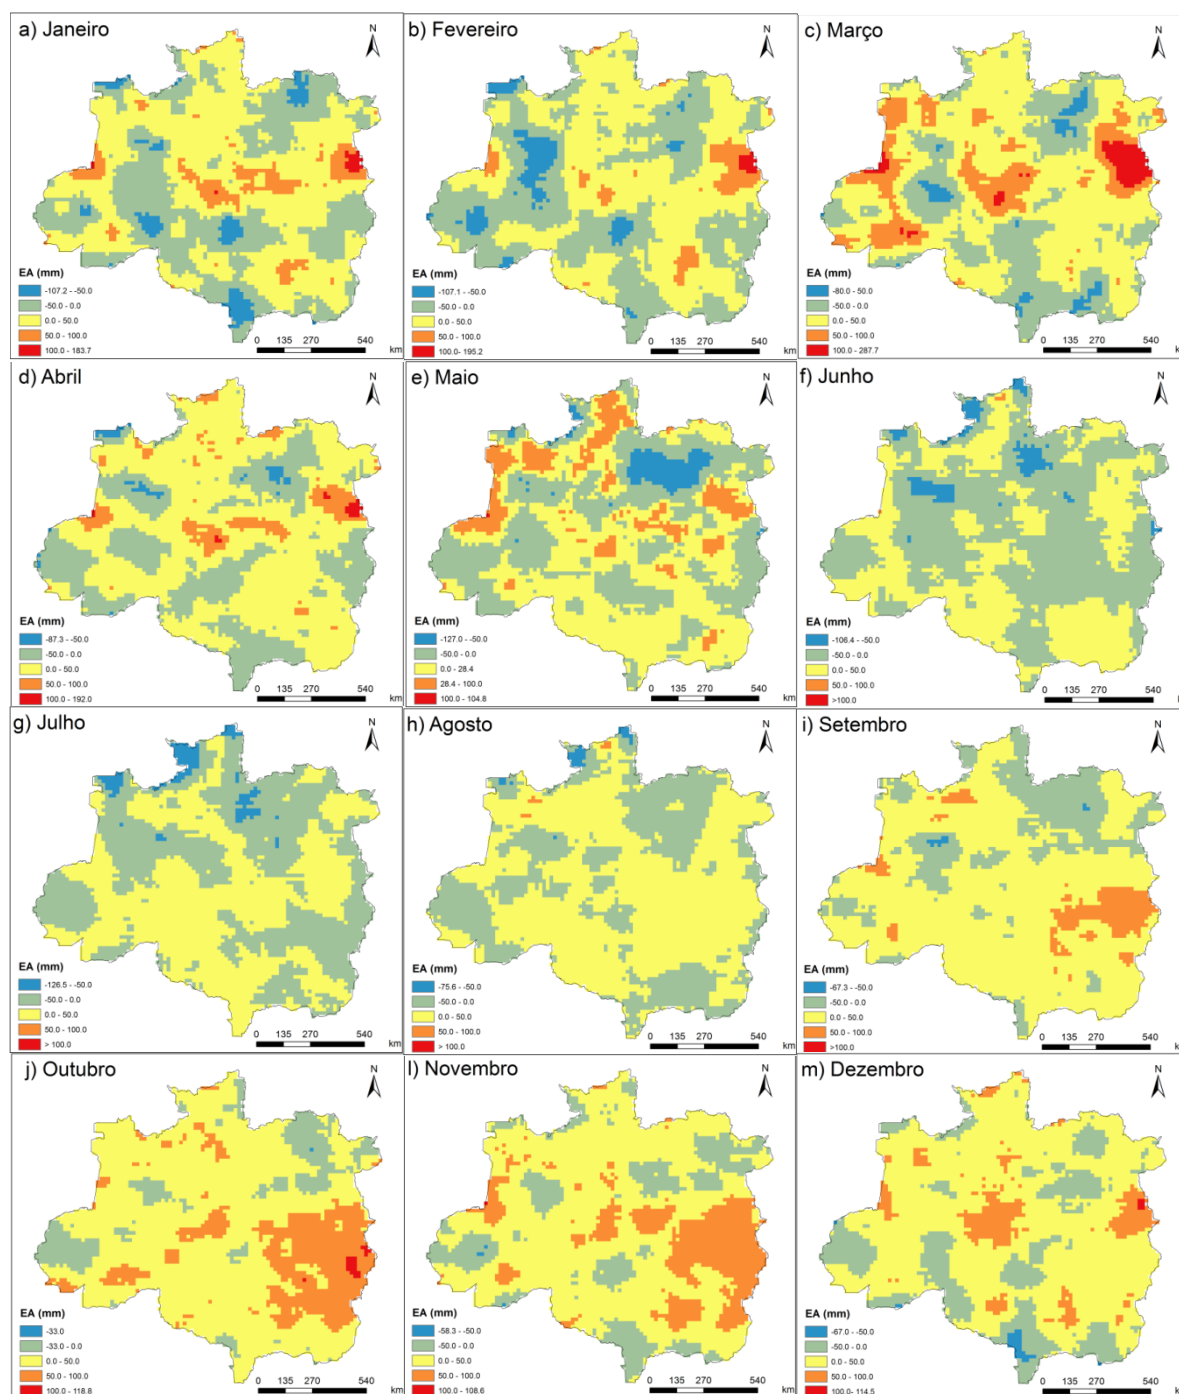 a) Janeiro
N
EA (mm)
-107.2 - -50.0
-50.0 - 0.0
0.0 - 50.0
50.0 - 100.0
100.0 - 183.7
0 135 270 540
km
b) Fevereiro
N
EA (mm)
-107.1 - -50.0
-50.0 - 0.0
0.0 - 50.0
50.0 - 100.0
100.0 - 195.2
0 135 270 540
km
c) Março
N
EA (mm)
-80.0 - -50.0
-50.0 - 0.0
0.0 - 50.0
50.0 - 100.0
100.0 - 287.7
0 135 270 540
km
d) Abril
N
EA (mm)
-87.3 - -50.0
-50.0 - 0.0
0.0 - 50.0
50.0 - 100.0
100.0 - 192.0
0 135 270 540
km
e) Maio
N
EA (mm)
-127.0 - -50.0
-50.0 - 0.0
0.0 - 28.4
28.4 - 100.0
100.0 - 104.8
0 135 270 540
km
f) Junho
N
EA (mm)
-106.4 - -50.0
-50.0 - 0.0
0.0 - 50.0
50.0 - 100.0
>100.0
0 135 270 540
km
g) Julho
N
EA (mm)
-126.5 - -50.0
-50.0 - 0.0
0.0 - 50.0
50.0 - 100.0
> 100.0
0 135 270 540
km
h) Agosto
N
EA (mm)
-75.6 - -50.0
-50.0 - 0.0
0.0 - 50.0
50.0 - 100.0
> 100.0
0 135 270 540
km
i) Setembro
N
EA (mm)
-67.3 - -50.0
-50.0 - 0.0
0.0 - 50.0
50.0 - 100.0
>100.0
0 135 270 540
km
j) Outubro
N
EA (mm)
-33.0
-33.0 - 0.0
0.0 - 50.0
50.0 - 100.0
100.0 - 118.8
0 135 270 540
km
l) Novembro
N
EA (mm)
-58.3 - -50.0
-50.0 - 0.0
0.0 - 50.0
50.0 - 100.0
100.0 - 108.6
0 135 270 540
km
m) Dezembro
N
EA (mm)
-67.0 - -50.0
-50.0 - 0.0
0.0 - 50.0
50.0 - 100.0
100.0 - 114.5
0 135 270 540
km